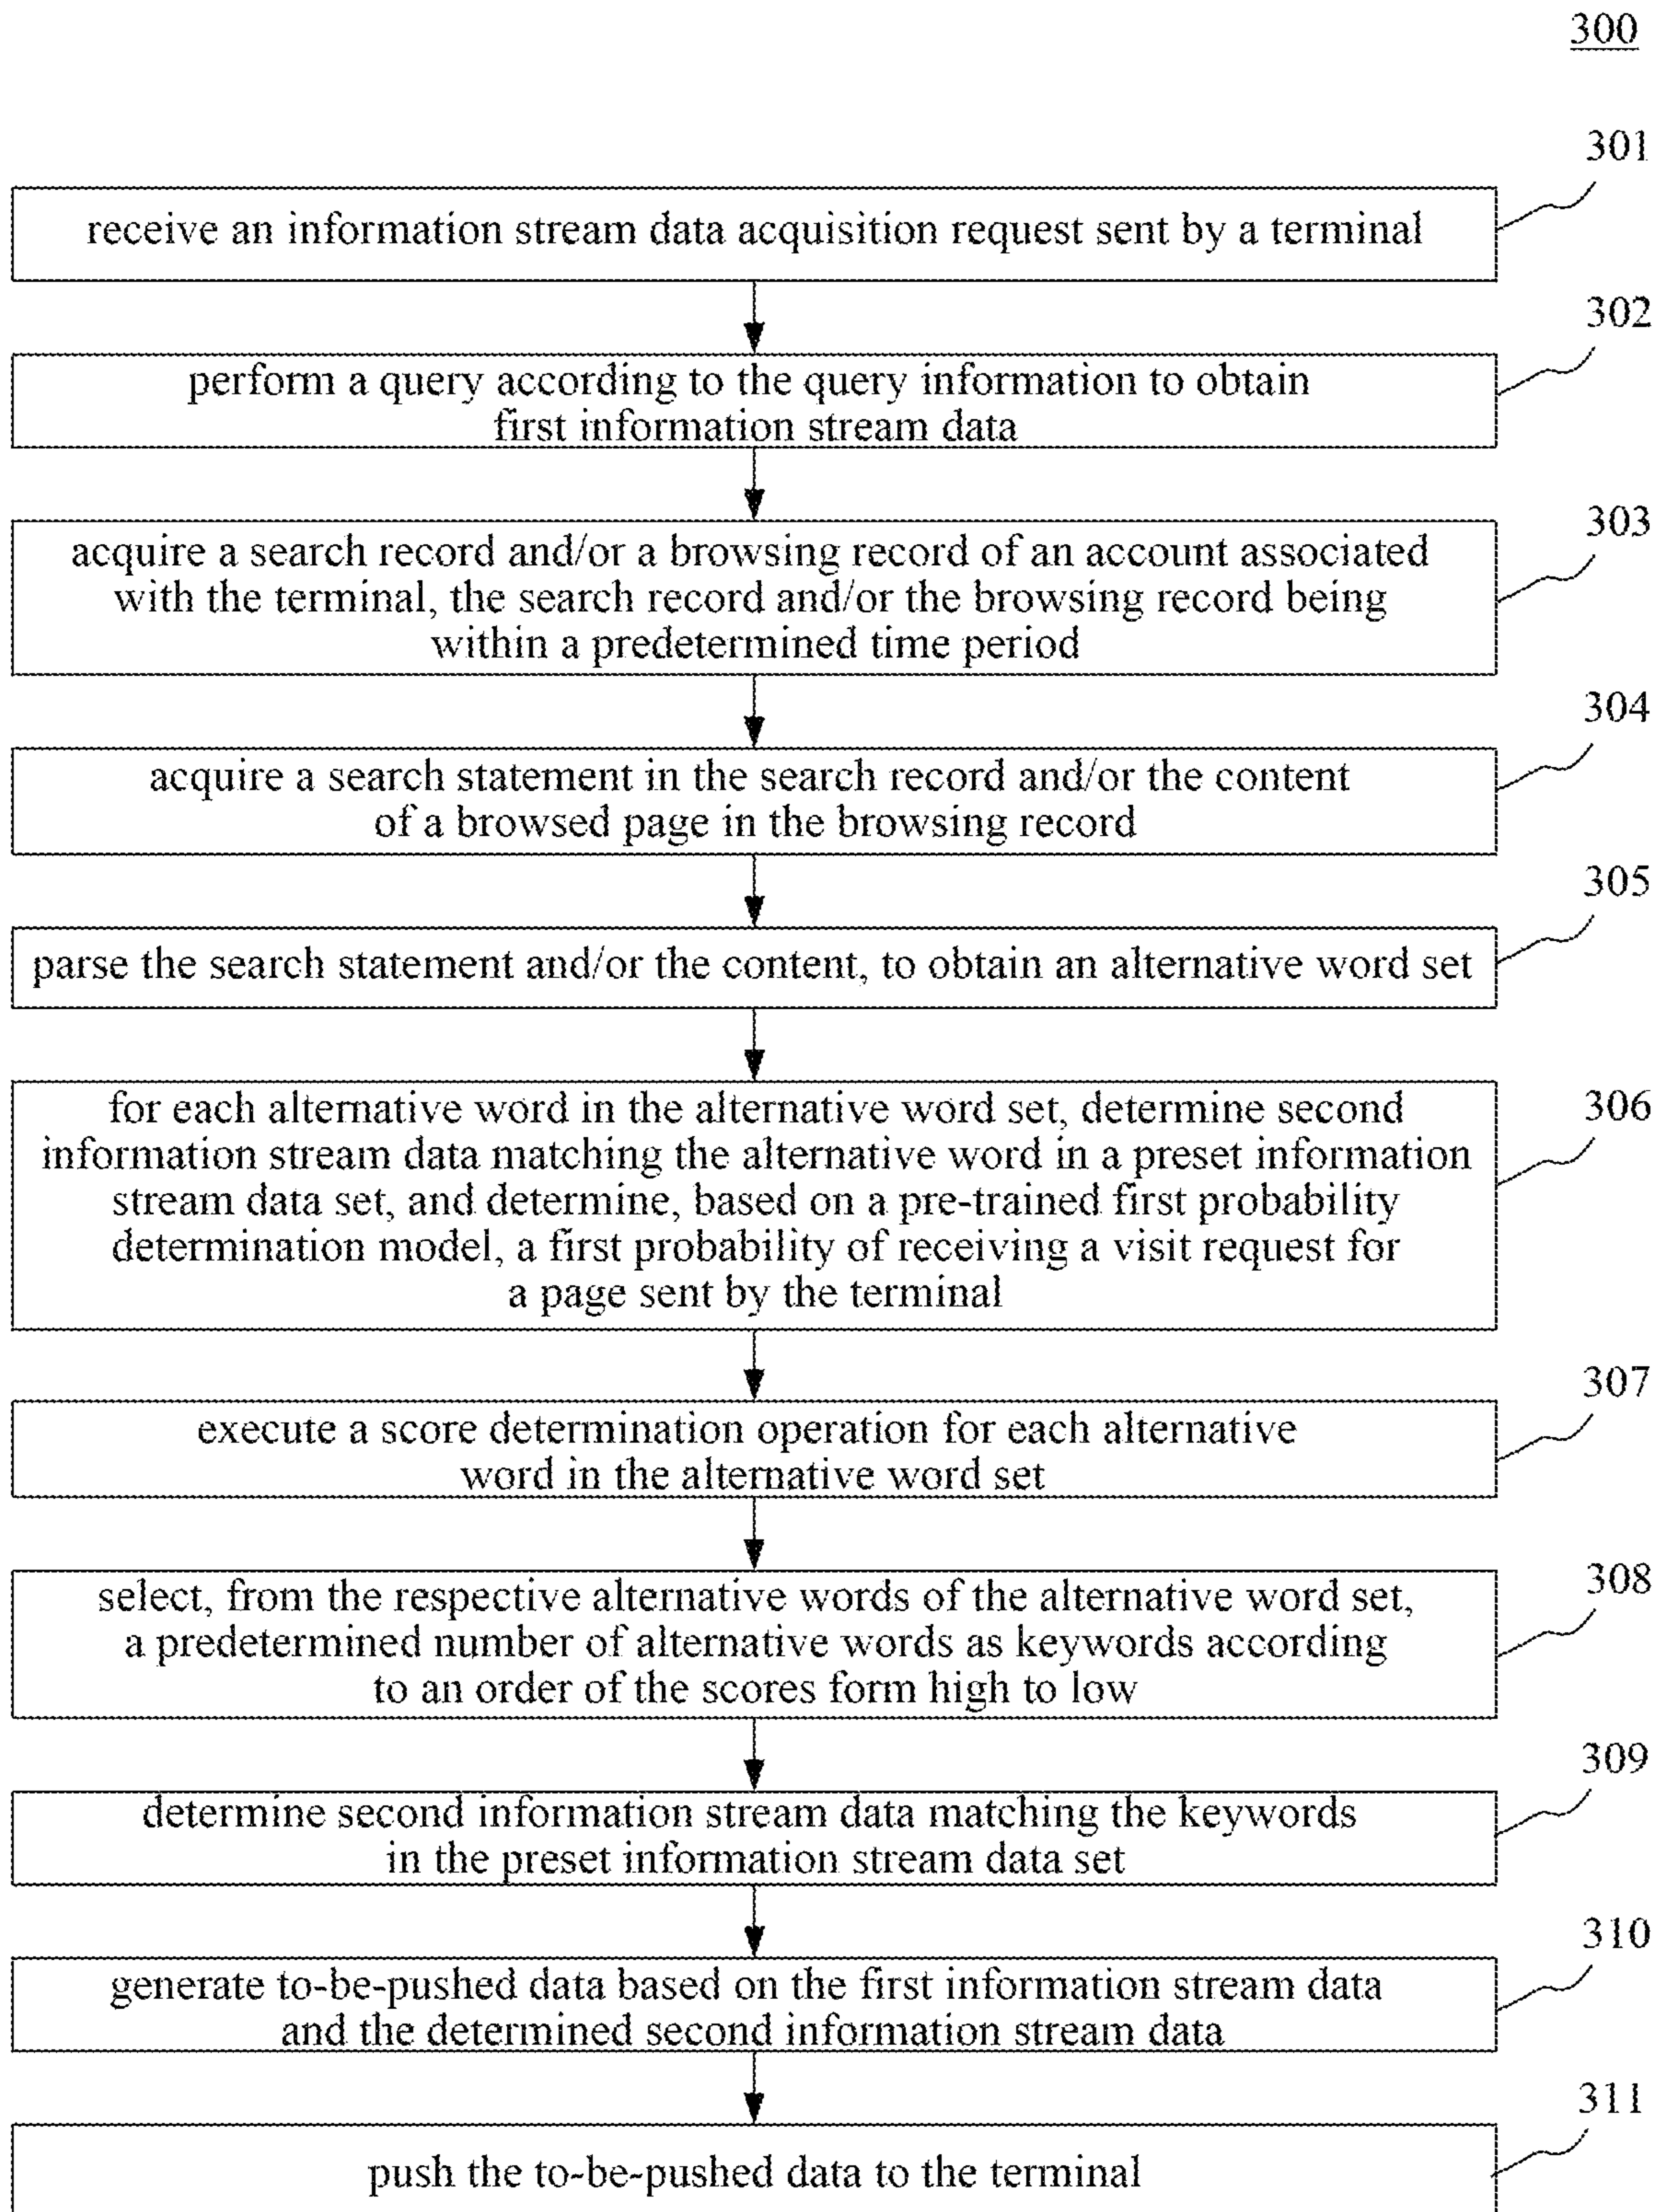 300
301
receive an information stream data acquisition request sent by a terminal
302
perform a query according to the query information to obtain
first information stream data
303
acquire a search record and/or a browsing record of an account associated
with the terminal, the search record and/or the browsing record being
within a predetermined time period
304
acquire a search statement in the search record and/or the content
of a browsed page in the browsing record
305
parse the search statement and/or the content, to obtain an alternative word set
306
for each alternative word in the alternative word set, determine second
information stream data matching the alternative word in a preset information
stream data set, and determine, based on a pre-trained first probability
determination model, a first probability of receiving a visit request for
a page sent by the terminal
307
execute a score determination operation for each alternative
word in the alternative word set
308
select, from the respective alternative words of the alternative word set,
a predetermined number of alternative words as keywords according
to an order of the scores form high to low
309
determine second information stream data matching the keywords
in the preset information stream data set
310
generate to-be-pushed data based on the first information stream data
and the determined second information stream data
311
push the to-be-pushed data to the terminal